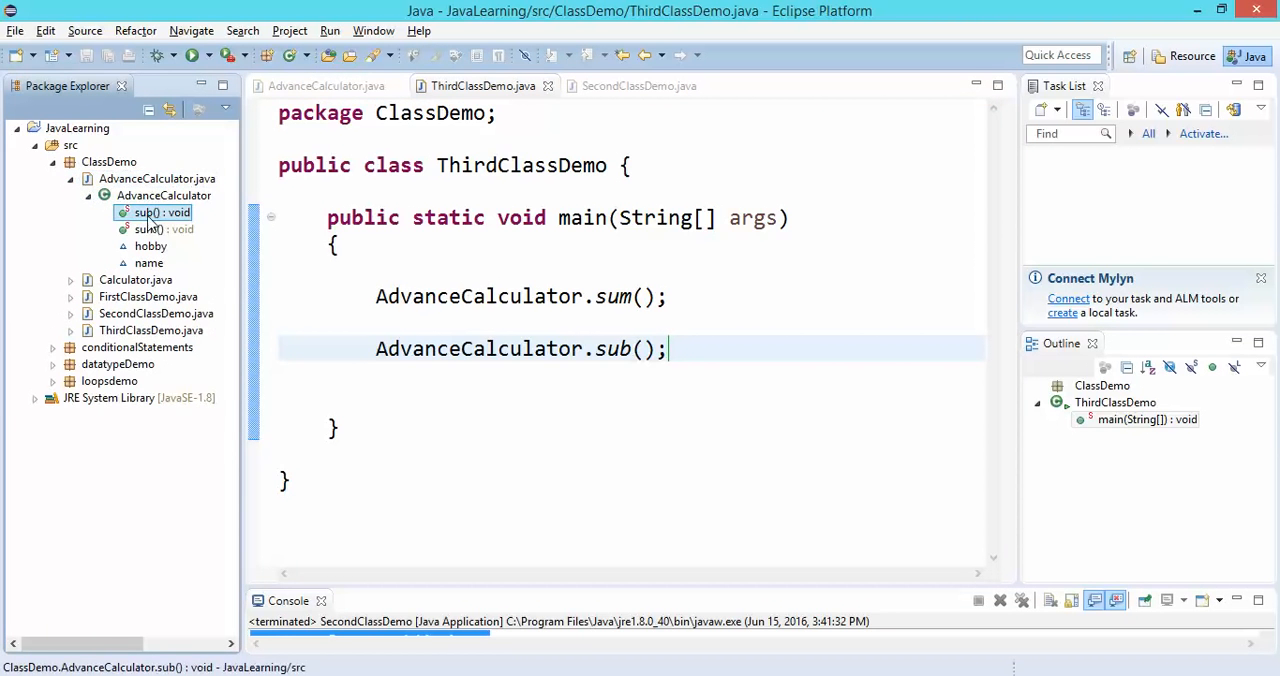 Java - JavaLearning/src/ClassDemo/ThirdClassDemo.java - Eclipse Platform
File Edit Source Refactor Navigate Search Project Run Window Help
Quick Access Resource Java
Package Explorer
JavaLearning
src
ClassDemo
AdvanceCalculator.java
AdvanceCalculator
sub() : void
() : void
hobby
name
Calculator.java
FirstClassDemo.java
SecondClassDemo.java
ThirdClassDemo.java
conditionalStatements
datatypeDemo
loopsdemo
JRE System Library [JavaSE-1.8]
AdvanceCalculator.java ThirdClassDemo.java SecondClassDemo.java
package ClassDemo;
public class ThirdClassDemo {
public static void main(String[] args)
{
AdvanceCalculator.sum();
AdvanceCalculator.sub();
}
}
Task List
Find All Activate...
Connect Mylyn
Connect to your task and ALM tools or
create a local task.
Outline
ClassDemo
ThirdClassDemo
main(String[]) : void
Console
<terminated> SecondClassDemo [Java Application] C:\Program Files\Java\jre1.8.0_40\bin\javaw.exe (Jun 15, 2016, 3:41:32 PM)
ClassDemo.AdvanceCalculator.sub() : void - JavaLearning/src